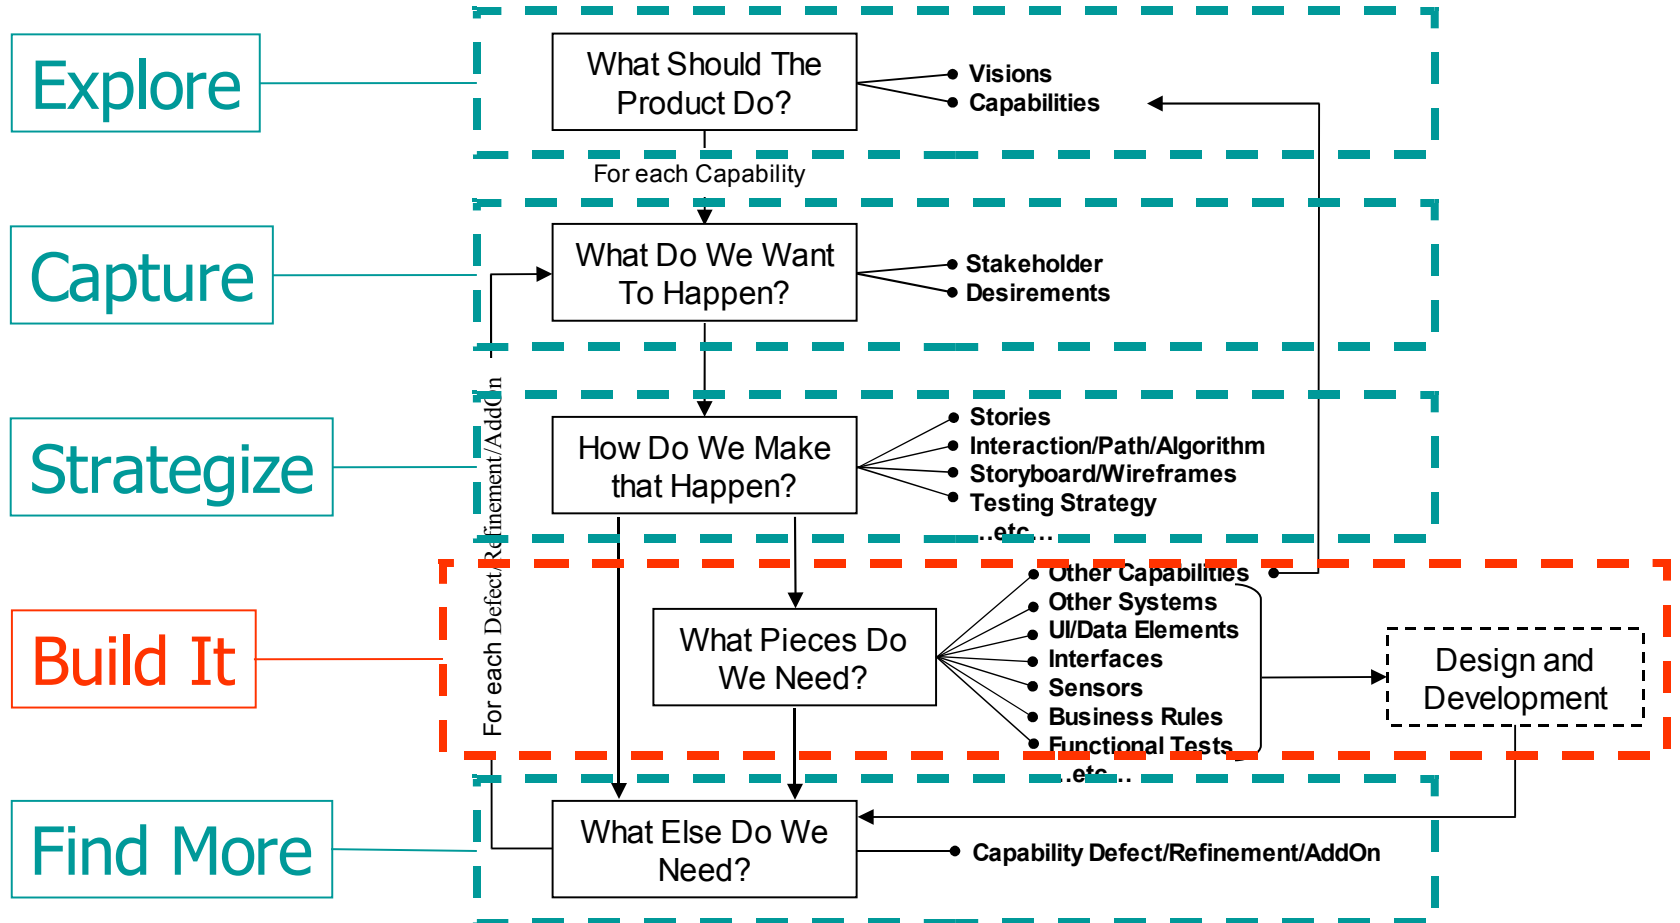 Explore
What Should The
Product Do?
Visions
Capabilities
For each Capability
Capture
What Do We Want
To Happen?
Stakeholder
Desirements
For each Defect/Refinement/AddOn
Strategize
How Do We Make
that Happen?
Stories
Interaction/Path/Algorithm
Storyboard/Wireframes
Testing Strategy
…etc…
Build It
What Pieces Do
We Need?
Other Capabilities
Other Systems
UI/Data Elements
Interfaces
Sensors
Business Rules
Functional Tests
…etc…
Design and
Development
Find More
What Else Do We
Need?
Capability Defect/Refinement/AddOn